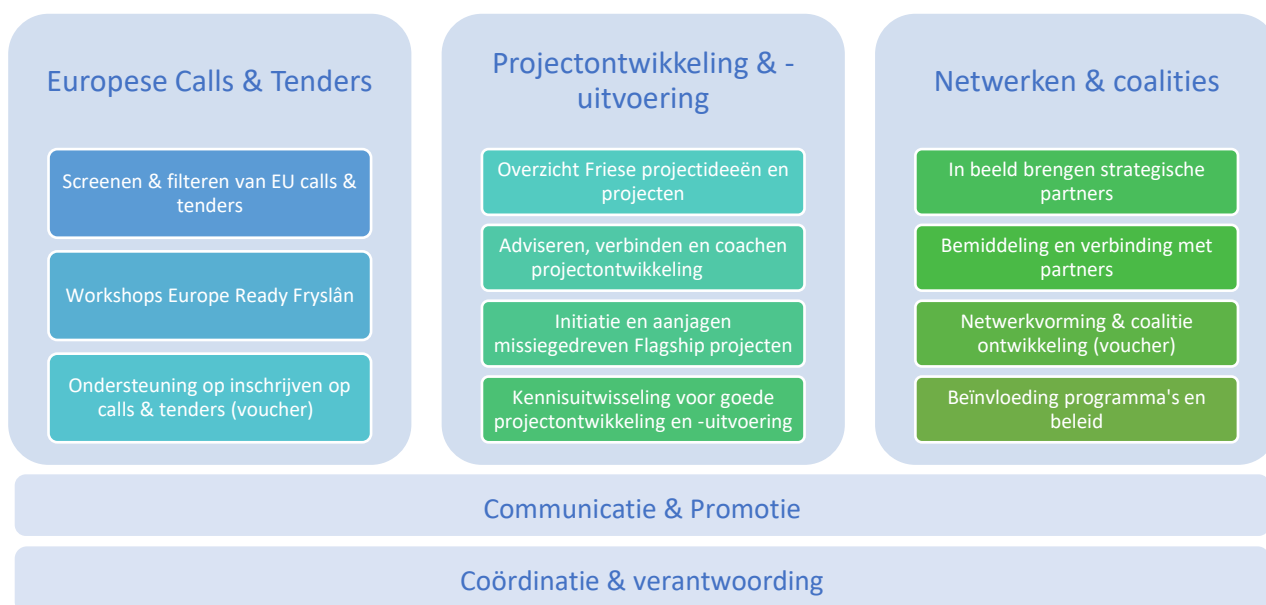 Europese Calls & Tenders
Screenen & filteren van EU calls &
tenders
Workshops Europe Ready Fryslân
Ondersteuning op inschrijven op
calls & tenders (voucher)
Projectontwikkeling & -
uitvoering
Overzicht Friese projectideeën en
projecten
Adviseren, verbinden en coachen
projectontwikkeling
Initiatie en aanjagen
missiegedreven Flagship projecten
Kennisuitwisseling voor goede
projectontwikkeling en -uitvoering
Netwerken & coalities
In beeld brengen strategische
partners
Bemiddeling en verbinding met
partners
Netwerkvorming & coalitie
ontwikkeling (voucher)
Beïnvloeding programma's en
beleid
Communicatie & Promotie
Coördinatie & verantwoording